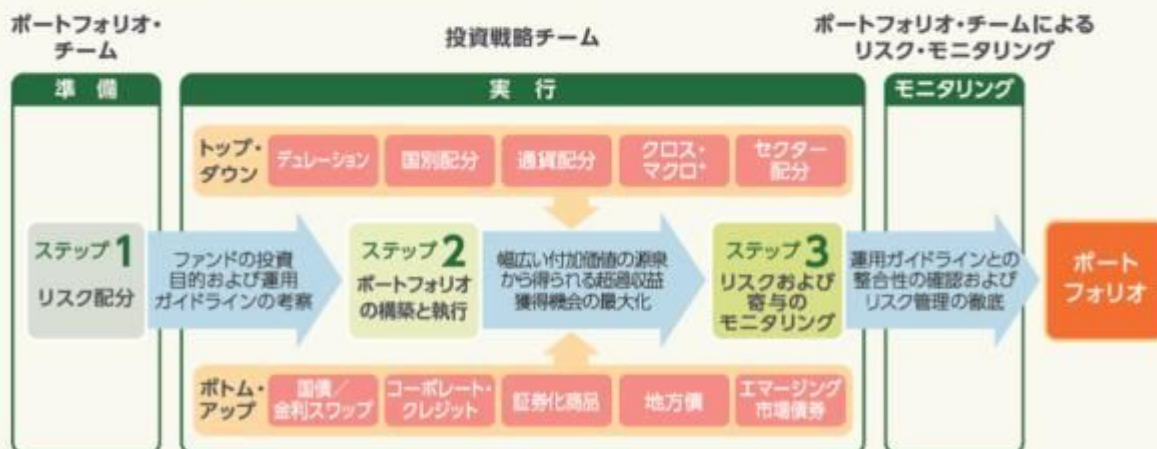 ポートフォリオ・
チーム
投資戦略チーム
ポートフォリオ・チームによる
リスク・モニタリング
準 備
実 行
モニタリング
トップ・
ダウン
デュレーション
国別配分
通貨配分
クロス・
マクロ*
セクター
配分
ステップ1
リスク配分
ファンドの投資
目的および運用
ガイドラインの考察
ステップ2
ポートフォリオ
の構築と執行
幅広い付加価値の源泉
から得られる超過収益
獲得機会の最大化
ステップ3
リスクおよび
寄与の
モニタリング
運用ガイドラインとの
整合性の確認および
リスク管理の徹底
ポート
フォリオ
ボトム・
アップ
国債/
金利スワップ
コーポレート・
クレジット
証券化商品
地方債
エマージング
市場債券